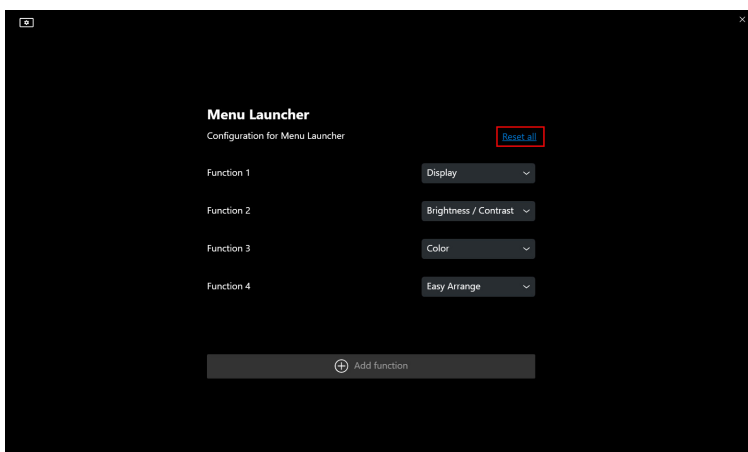 Menu Launcher
Configuration for Menu Launcher Reset all
Function 1 Display
Function 2 Brightness / Contrast
Function 3 Color
Function 4 Easy Arrange
Add function